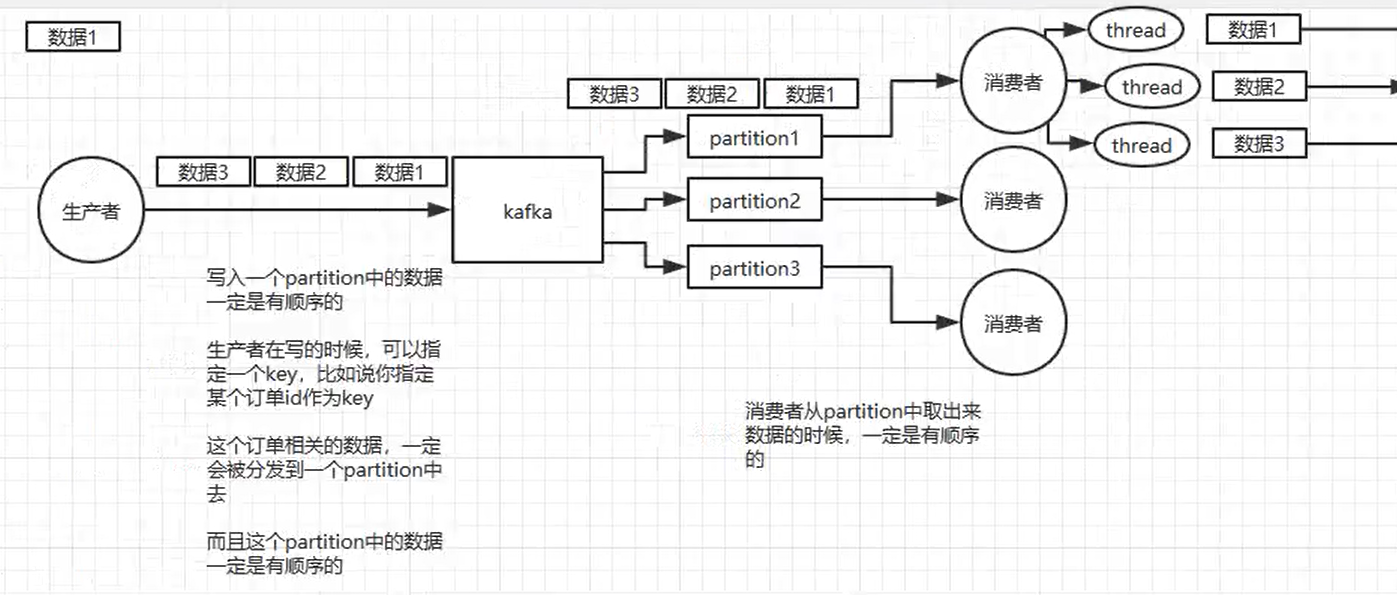 数据1
生产者
数据3
数据2
数据1
kafka
数据3
数据2
数据1
partition1
partition2
partition3
消费者
消费者
消费者
thread
thread
thread
数据1
数据2
数据3
写入一个partition中的数据
一定是有顺序的
生产者在写的时候，可以指
定一个key，比如说你指定
某个订单id作为key
这个订单相关的数据，一定
会被分发到一个partition中
去
而且这个partition中的数据
一定是有顺序的
消费者从partition中取出来
数据的时候，一定是有顺序
的